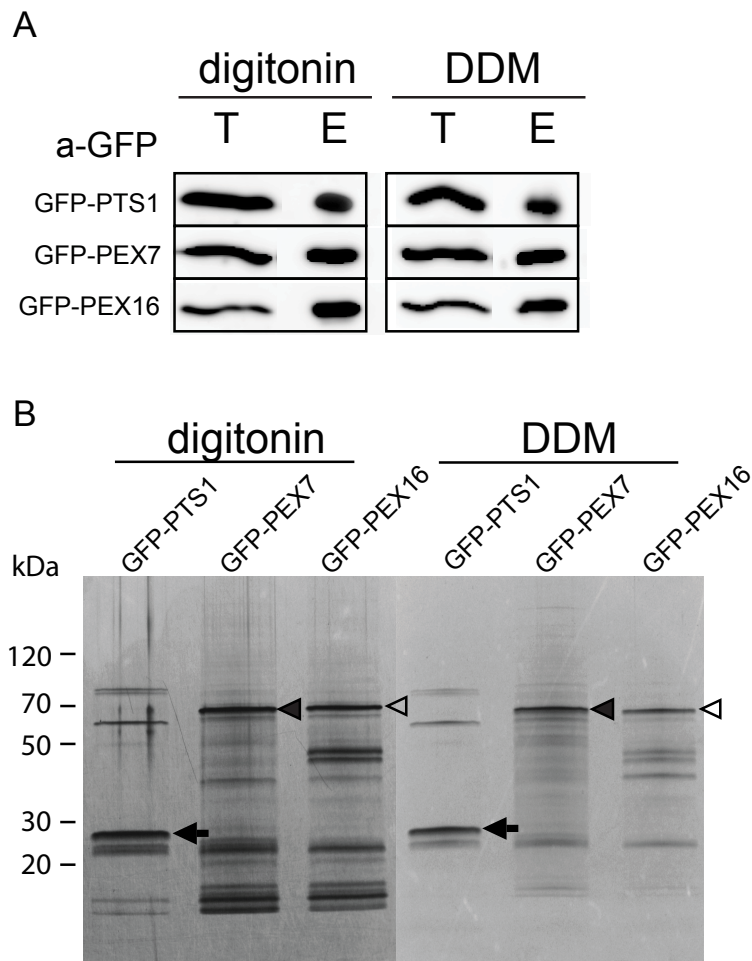 A
digitonin DDM
T E T E
a-GFP
GFP-PTS1
GFP-PEX7
GFP-PEX16
B
digitonin DDM
GFP-PTS1 GFP-PEX7 GFP-PEX16 GFP-PTS1 GFP-PEX7 GFP-PEX16
kDa
120
70
50
30
20